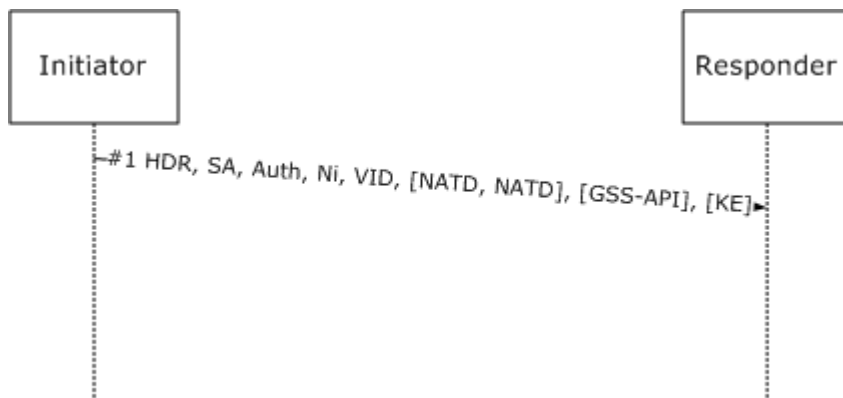 Initiator
Responder
#1 HDR, SA, Auth, Ni, VID, [NATD, NATD], [GSS-API], [KE]